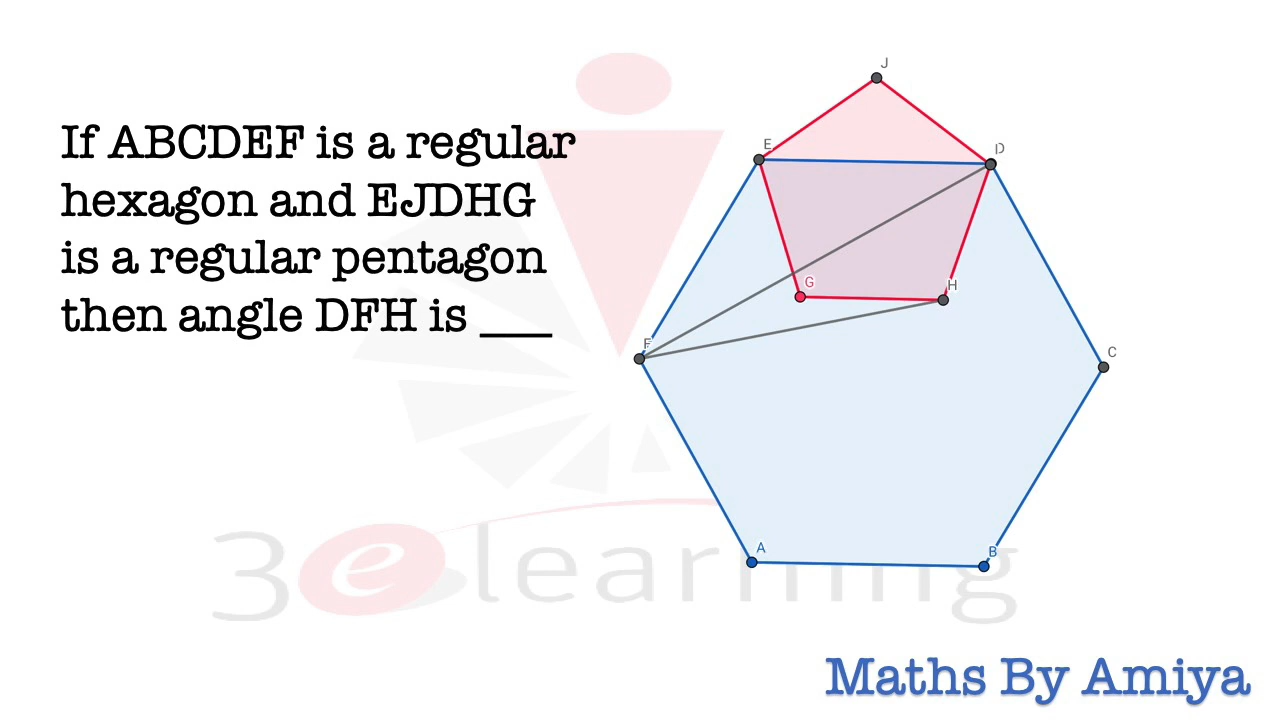 If ABCDEF is a regular
hexagon and EJDHG
is a regular pentagon
then angle DFH is ___
J
E
D
G
H
F
C
A
B
3elearning
Maths By Amiya